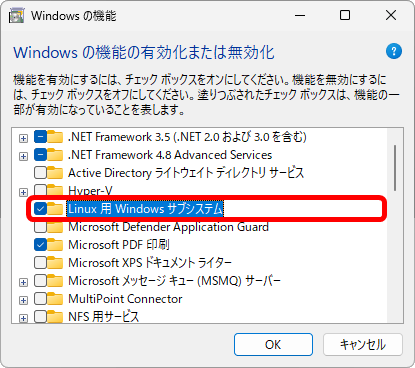 Windows の機能
Windows の機能の有効化または無効化
機能を有効にするには、チェック ボックスをオンにしてください。機能を無効にするに
は、チェック ボックスをオフにしてください。塗りつぶされたチェック ボックスは、機能の一
部が有効になっていることを表します。
.NET Framework 3.5 (.NET 2.0 および 3.0 を含む)
.NET Framework 4.8 Advanced Services
Active Directory ライトウェイト ディレクトリ サービス
Hyper-V
Linux 用 Windows サブシステム
Microsoft Defender Application Guard
Microsoft PDF 印刷
Microsoft XPS ドキュメント ライター
Microsoft メッセージ キュー (MSMQ) サーバー
MultiPoint Connector
NFS 用サービス
OK キャンセル